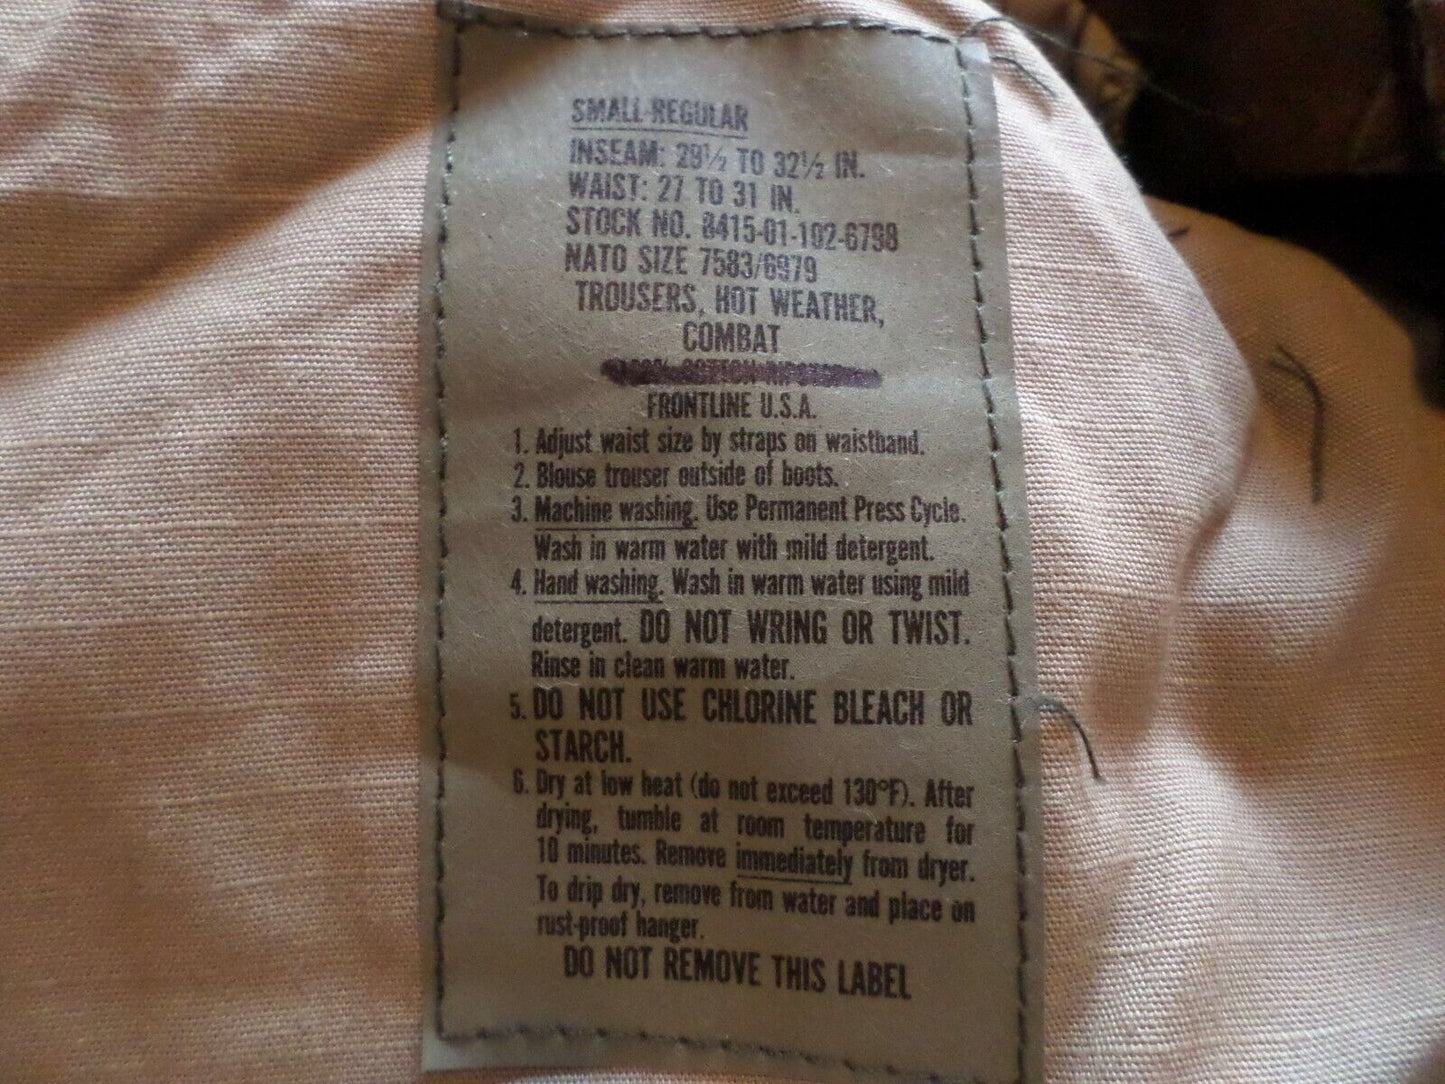 SMALL-REGULAR
INSEAM: 29½ TO 32½ IN.
WAIST: 27 TO 31 IN.
STOCK NO. 8415-01-102-6798
NATO SIZE 7583/6979
TROUSERS, HOT WEATHER,
COMBAT
100% COTTON
FRONTLINE U.S.A.
1. Adjust waist size by straps on waistband.
2. Blouse trouser outside of boots.
3. Machine washing. Use Permanent Press Cycle.
Wash in warm water with mild detergent.
4. Hand washing. Wash in warm water using mild
detergent. DO NOT WRING OR TWIST.
Rinse in clean warm water.
5. DO NOT USE CHLORINE BLEACH OR
STARCH.
6. Dry at low heat (do not exceed 130°F). After
drying, tumble at room temperature for
10 minutes. Remove immediately from dryer.
To drip dry, remove from water and place on
rust-proof hanger.
DO NOT REMOVE THIS LABEL